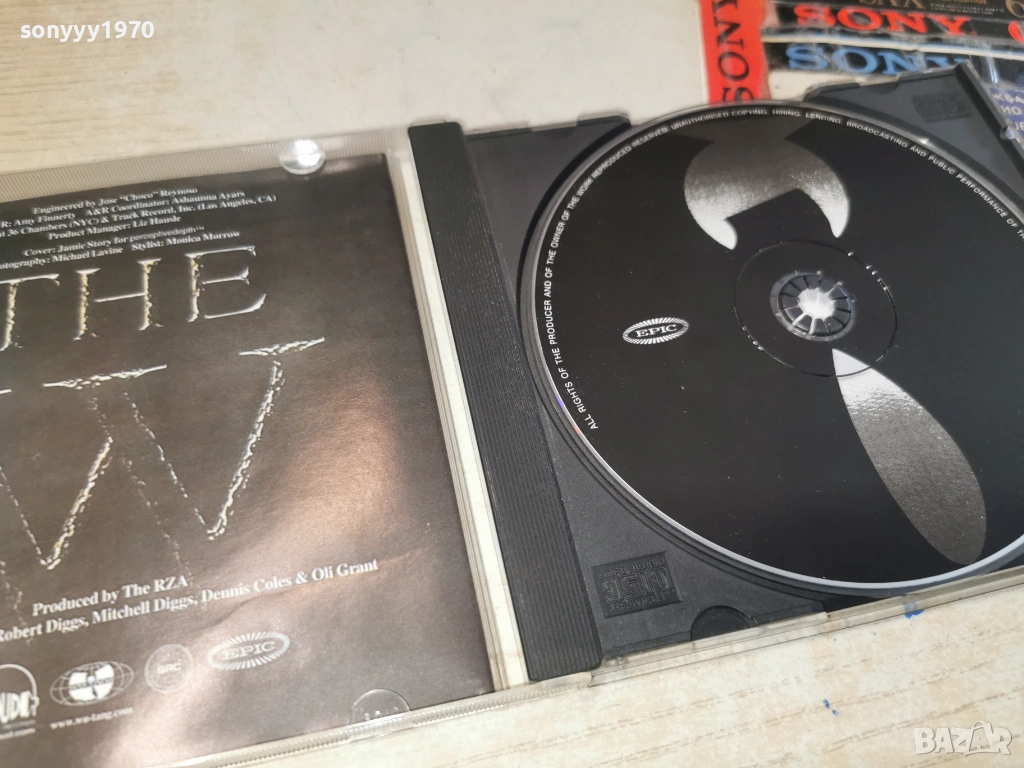 sonyyy1970
SONY
SONY
SONY
Engineered by Jose "Choco" Reynoso
Amy Finnerty A&R Coordinator: Ashaunna Ayars
36 Chambers (NYC) & Track Record, Inc. (Los Angeles, CA)
Product Manager: Liz Hausle
Cover: Jamie Story for perceptivedepth™
Photography: Michael Lavine Stylist: Monica Morrow
THE
W
Produced by The RZA
Robert Diggs, Mitchell Diggs, Dennis Coles & Oli Grant
EPIC
www.wu-tang.com
ALL RIGHTS OF THE PRODUCER AND OF THE OWNER OF THE WORK REPRODUCED RESERVED. UNAUTHORISED COPYING, HIRING, LENDING, BROADCASTING AND PUBLIC PERFORMANCE OF
EPIC
BAZAR